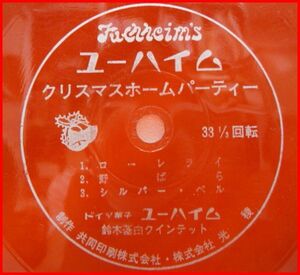 Juchheim's
ユーハイム
クリスマスホームパーティー
33 1/3 回転
1. ローレライ
2. 野ばら
3. シルバー・ベル
ドイツ菓子 ユーハイム
鈴木 クインテット
制作 共同印刷株式会社・株式会社 光